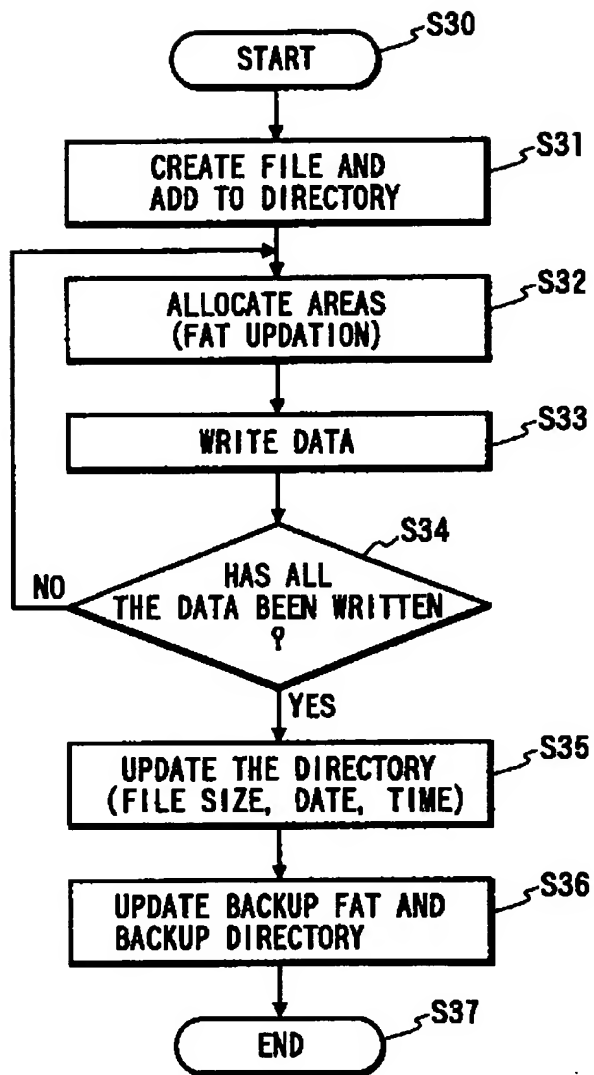 S30
START
S31
CREATE FILE AND
ADD TO DIRECTORY
S32
ALLOCATE AREAS
(FAT UPDATION)
S33
WRITE DATA
S34
HAS ALL
THE DATA BEEN WRITTEN
?
NO
YES
S35
UPDATE THE DIRECTORY
(FILE SIZE, DATE, TIME)
S36
UPDATE BACKUP FAT AND
BACKUP DIRECTORY
S37
END